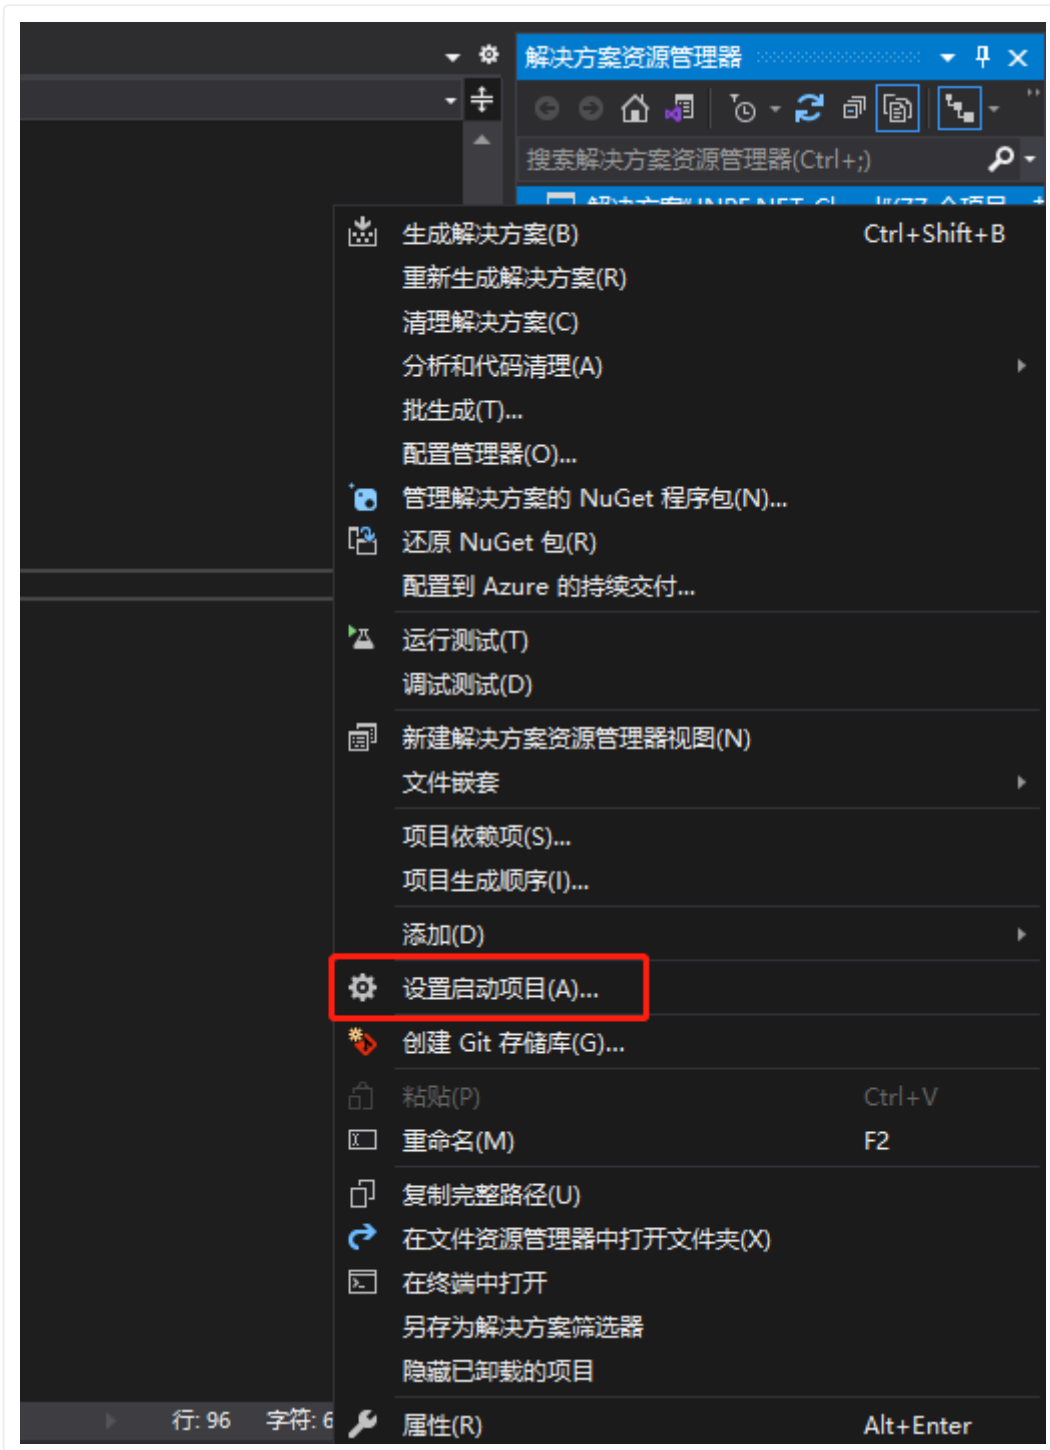 解决方案资源管理器
搜索解决方案资源管理器(Ctrl+;)
生成解决方案(B) Ctrl+Shift+B
重新生成解决方案(R)
清理解决方案(C)
分析和代码清理(A)
批生成(T)...
配置管理器(O)...
管理解决方案的 NuGet 程序包(N)...
还原 NuGet 包(R)
配置到 Azure 的持续交付...
运行测试(T)
调试测试(D)
新建解决方案资源管理器视图(N)
文件嵌套
项目依赖项(S)...
项目生成顺序(I)...
添加(D)
设置启动项目(A)...
创建 Git 存储库(G)...
粘贴(P) Ctrl+V
重命名(M) F2
复制完整路径(U)
在文件资源管理器中打开文件夹(X)
在终端中打开
另存为解决方案筛选器
隐藏已卸载的项目
行: 96 字符: 6
属性(R) Alt+Enter